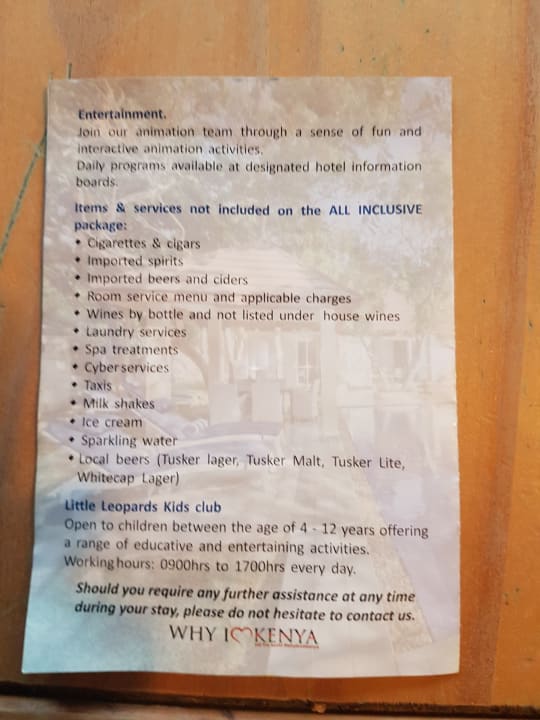 Entertainment.
Join our animation team through a sense of fun and
interactive animation activities.
Daily programs available at designated hotel information
boards.
Items & services not included on the ALL INCLUSIVE
package:
• Cigarettes & cigars
• Imported spirits
• Imported beers and ciders
• Room service menu and applicable charges
• Wines by bottle and not listed under house wines
• Laundry services
• Spa treatments
• Cyber services
• Taxis
• Milk shakes
• Ice cream
• Sparkling water
• Local beers (Tusker lager, Tusker Malt, Tusker Lite,
Whitecap Lager)
Little Leopards Kids club
Open to children between the age of 4 - 12 years offering
a range of educative and entertaining activities.
Working hours: 0900hrs to 1700hrs every day.
Should you require any further assistance at any time
during your stay, please do not hesitate to contact us.
WHY I KENYA